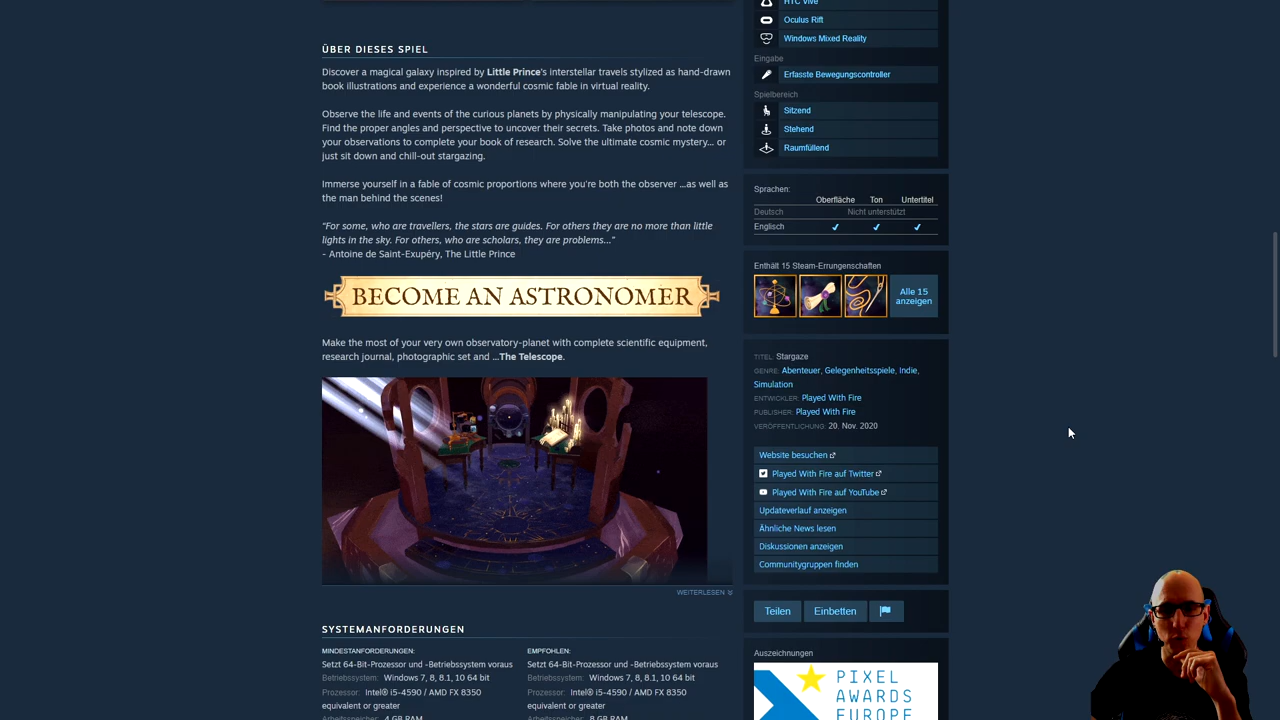 ÜBER DIESES SPIEL
Discover a magical galaxy inspired by Little Prince's interstellar travels stylized as hand-drawn
book illustrations and experience a wonderful cosmic fable in virtual reality.
Observe the life and events of the curious planets by physically manipulating your telescope.
Find the proper angles and perspective to uncover their secrets. Take photos and note down
your observations to complete your book of research. Solve the ultimate cosmic mystery... or
just sit down and chill-out stargazing.
Immerse yourself in a fable of cosmic proportions where you're both the observer ...as well as
the man behind the scenes!
"For some, who are travellers, the stars are guides. For others they are no more than little
lights in the sky. For others, who are scholars, they are problems..."
- Antoine de Saint-Exupéry, The Little Prince
BECOME AN ASTRONOMER
Make the most of your very own observatory-planet with complete scientific equipment,
research journal, photographic set and ...The Telescope.
WEITERLESEN
SYSTEMANFORDERUNGEN
MINDESTANFORDERUNGEN:
Setzt 64-Bit-Prozessor und -Betriebssystem voraus
Betriebssystem: Windows 7, 8, 8.1, 10 64 bit
Prozessor: Intel® i5-4590 / AMD FX 8350
equivalent or greater
Arbeitsspeicher: 4 GB RAM
EMPFOHLEN:
Setzt 64-Bit-Prozessor und -Betriebssystem voraus
Betriebssystem: Windows 7, 8, 8.1, 10 64 bit
Prozessor: Intel® i5-4590 / AMD FX 8350
equivalent or greater
Arbeitsspeicher: 8 GB RAM
HTC Vive
Oculus Rift
Windows Mixed Reality
Eingabe
Erfasste Bewegungscontroller
Spielbereich
Sitzend
Stehend
Raumfüllend
Sprachen:
Oberfläche Ton Untertitel
Deutsch Nicht unterstützt
Englisch ✔ ✔ ✔
Enthält 15 Steam-Errungenschaften
Alle 15
anzeigen
TITEL: Stargaze
GENRE: Abenteuer, Gelegenheitsspiele, Indie,
Simulation
ENTWICKLER: Played With Fire
PUBLISHER: Played With Fire
VERÖFFENTLICHUNG: 20. Nov. 2020
Website besuchen
Played With Fire auf Twitter
Played With Fire auf YouTube
Updateverlauf anzeigen
Ähnliche News lesen
Diskussionen anzeigen
Communitygruppen finden
Teilen Einbetten
Auszeichnungen
PIXEL
AWARDS
EUROPE